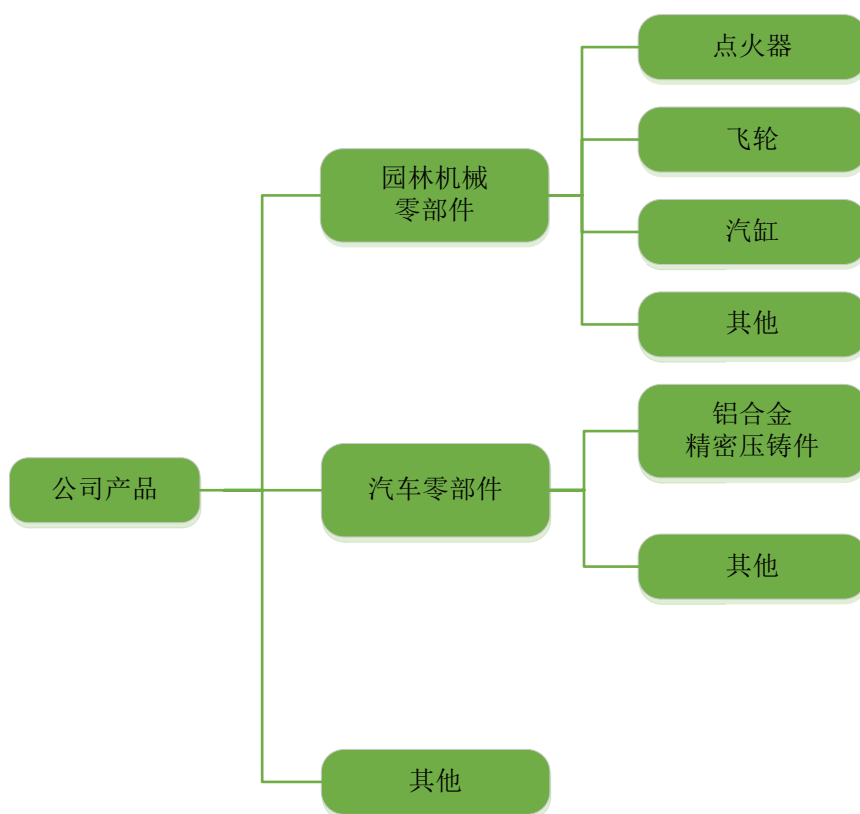 点火器
飞轮
园林机械
零部件
汽缸
其他
铝合金
精密压铸件
公司产品
汽车零部件
其他
其他